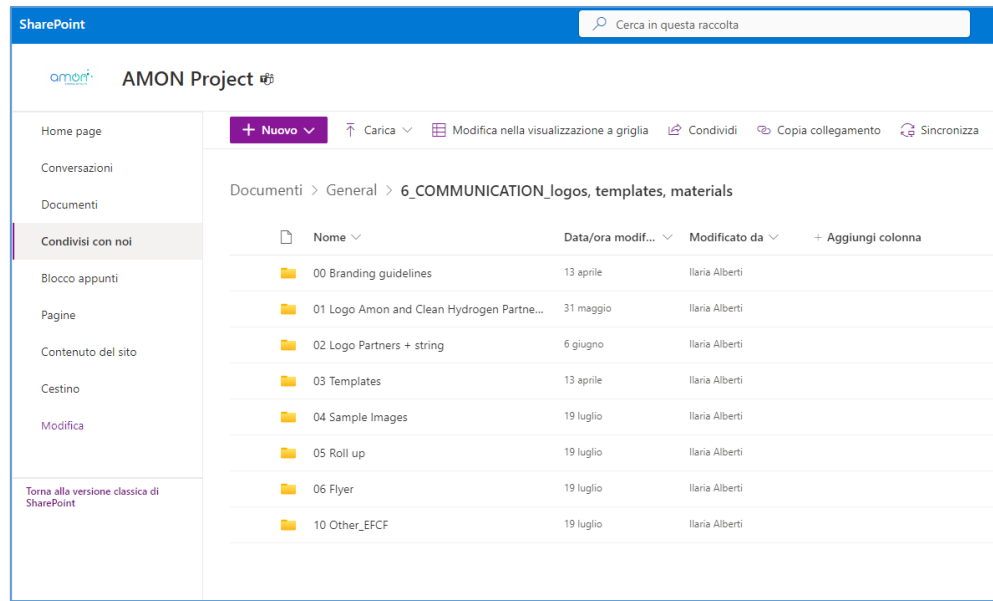 SharePoint
Cerca in questa raccolta
amon
AMON Project
Home page
Conversazioni
Documenti
Condivisi con noi
Blocco appunti
Pagine
Contenuto del sito
Cestino
Modifica
Torna alla versione classica di
SharePoint
+ Nuovo
Carica
Modifica nella visualizzazione a griglia
Condividi
Copia collegamento
Sincronizza
Documenti > General > 6_COMMUNICATION_logos, templates, materials
Nome Data/ora modif... Modificato da + Aggiungi colonna
00 Branding guidelines 13 aprile Ilaria Alberti
01 Logo Amon and Clean Hydrogen Partne... 31 maggio Ilaria Alberti
02 Logo Partners + string 6 giugno Ilaria Alberti
03 Templates 13 aprile Ilaria Alberti
04 Sample Images 19 luglio Ilaria Alberti
05 Roll up 19 luglio Ilaria Alberti
06 Flyer 19 luglio Ilaria Alberti
10 Other_EFCF 19 luglio Ilaria Alberti